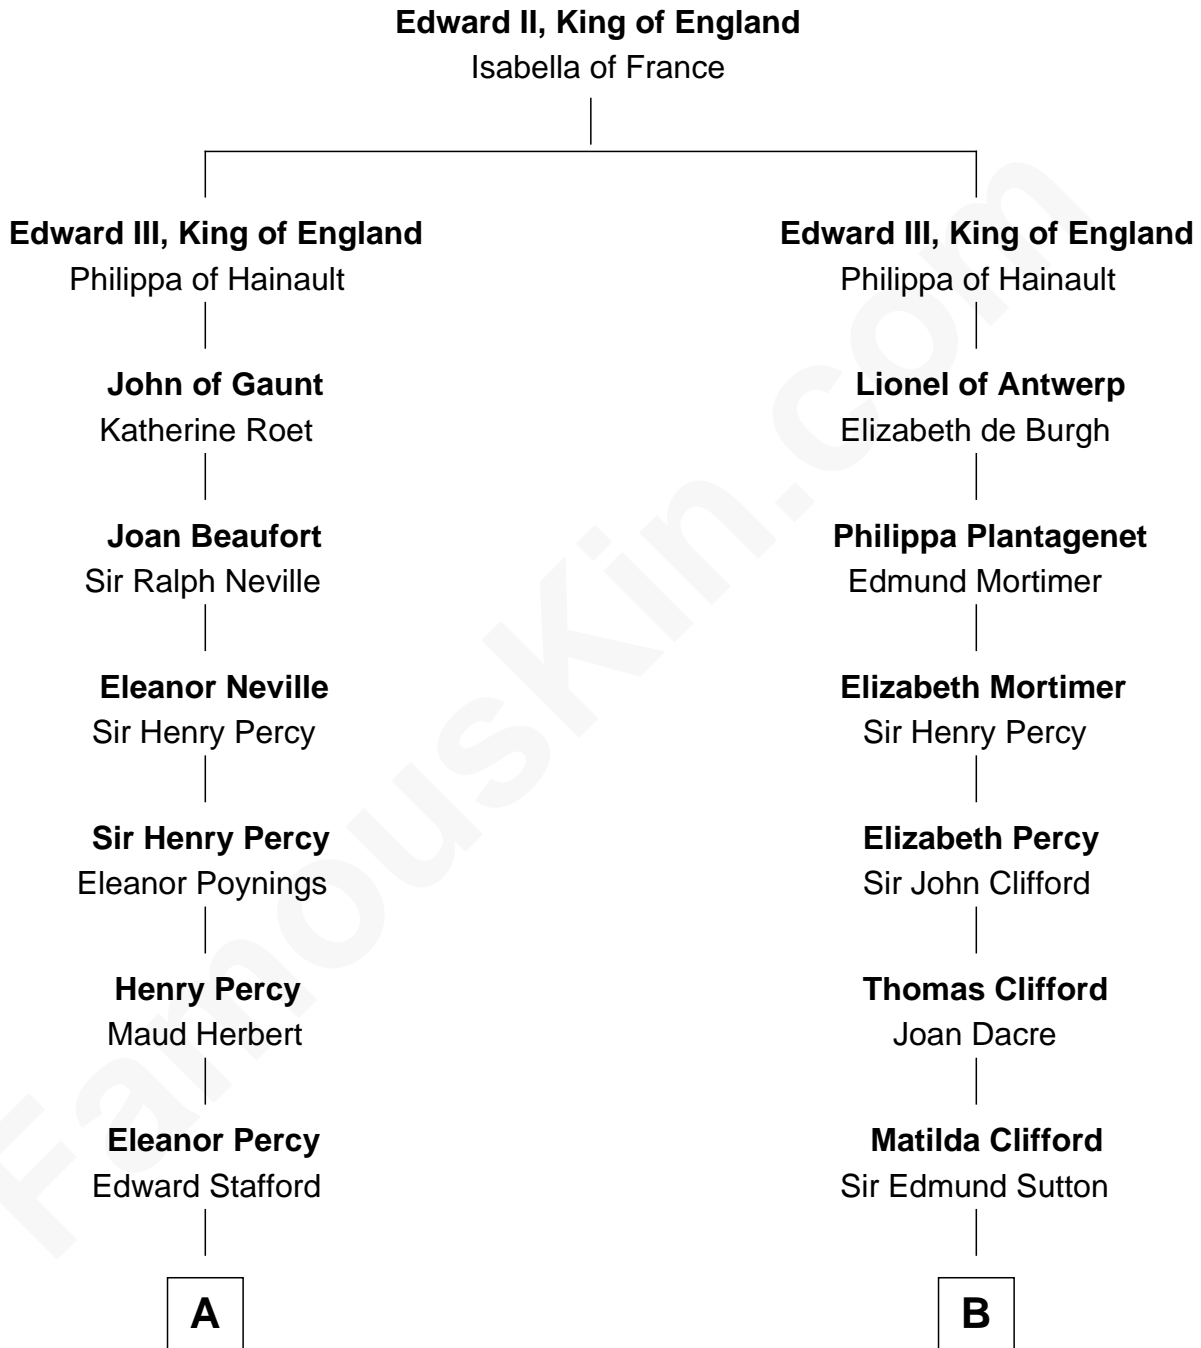 Edward II, King of England
Isabella of France
Edward III, King of England
Philippa of Hainault
Edward III, King of England
Philippa of Hainault
John of Gaunt
Katherine Roet
Lionel of Antwerp
Elizabeth de Burgh
Joan Beaufort
Sir Ralph Neville
Philippa Plantagenet
Edmund Mortimer
Eleanor Neville
Sir Henry Percy
Elizabeth Mortimer
Sir Henry Percy
Sir Henry Percy
Eleanor Poynings
Elizabeth Percy
Sir John Clifford
Henry Percy
Maud Herbert
Thomas Clifford
Joan Dacre
Eleanor Percy
Edward Stafford
Matilda Clifford
Sir Edmund Sutton
A
B
FamousKin.com